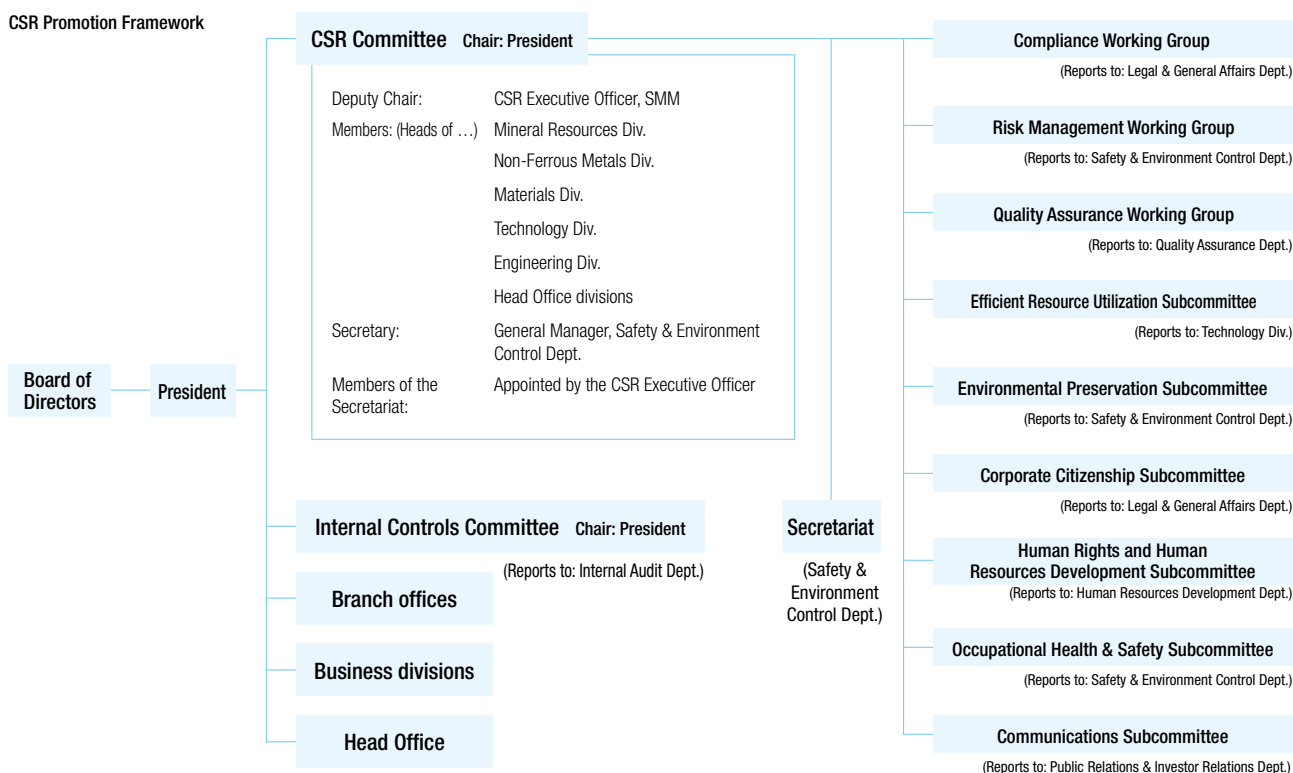 CSR Promotion Framework
Board of
Directors
President
CSR Committee Chair: President
Deputy Chair: CSR Executive Officer, SMM
Members: (Heads of …) Mineral Resources Div.
Non-Ferrous Metals Div.
Materials Div.
Technology Div.
Engineering Div.
Head Office divisions
Secretary: General Manager, Safety & Environment
Control Dept.
Members of the Appointed by the CSR Executive Officer
Secretariat:
Internal Controls Committee Chair: President
(Reports to: Internal Audit Dept.)
Branch offices
Business divisions
Head Office
Secretariat
(Safety &
Environment
Control Dept.)
Compliance Working Group
(Reports to: Legal & General Affairs Dept.)
Risk Management Working Group
(Reports to: Safety & Environment Control Dept.)
Quality Assurance Working Group
(Reports to: Quality Assurance Dept.)
Efficient Resource Utilization Subcommittee
(Reports to: Technology Div.)
Environmental Preservation Subcommittee
(Reports to: Safety & Environment Control Dept.)
Corporate Citizenship Subcommittee
(Reports to: Legal & General Affairs Dept.)
Human Rights and Human
Resources Development Subcommittee
(Reports to: Human Resources Development Dept.)
Occupational Health & Safety Subcommittee
(Reports to: Safety & Environment Control Dept.)
Communications Subcommittee
(Reports to: Public Relations & Investor Relations Dept.)